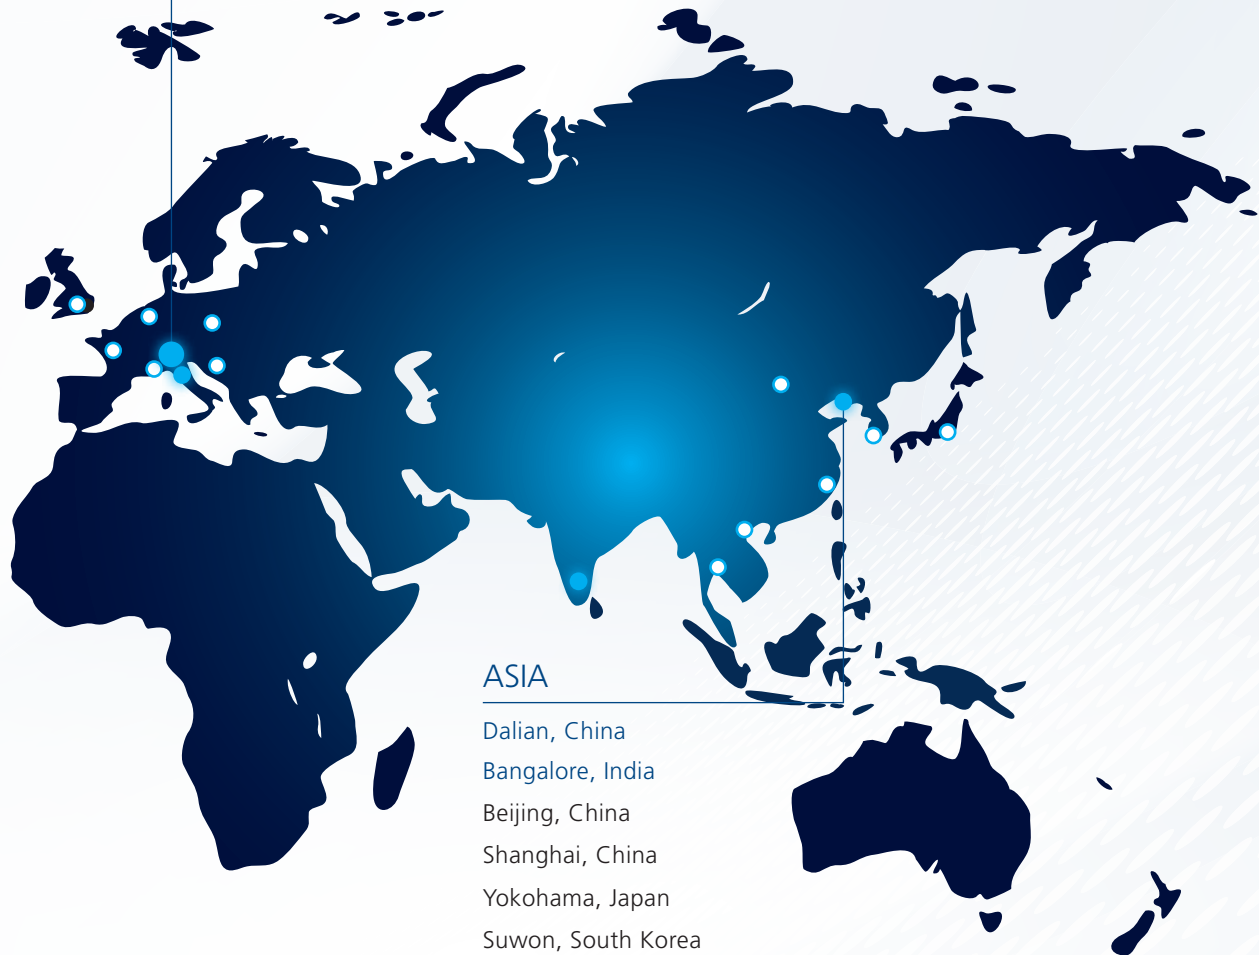 ASIA
Dalian, China
Bangalore, India
Beijing, China
Shanghai, China
Yokohama, Japan
Suwon, South Korea